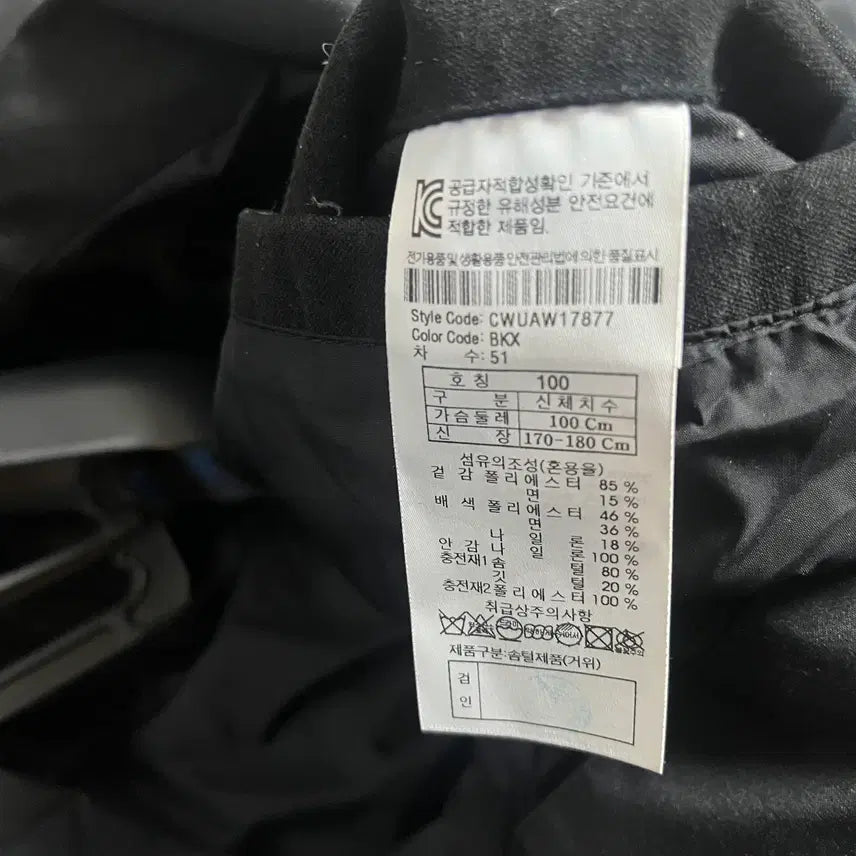 KC 공급자적합성확인 기준에서
규정한 유해성분 안전요건에
적합한 제품임.
전기용품및생활용품안전관리법에의한 품질표시
Style Code: CWUAW17877
Color Code: BKX
차 수: 51
호 칭 100
구 분 신체치수
가슴둘레 100 Cm
신 장 170-180 Cm
섬유의조성(혼용율)
겉 감 폴리에스터 85 %
면 15 %
배 색 폴리에스터 46 %
면 36 %
나 일 론 18 %
안 감 나 일 론 100 %
충전재1 솜 털 80 %
깃 털 20 %
충전재2 폴리에스터 100 %
취급상주의사항
제품구분:솜털제품(거위)
검
인